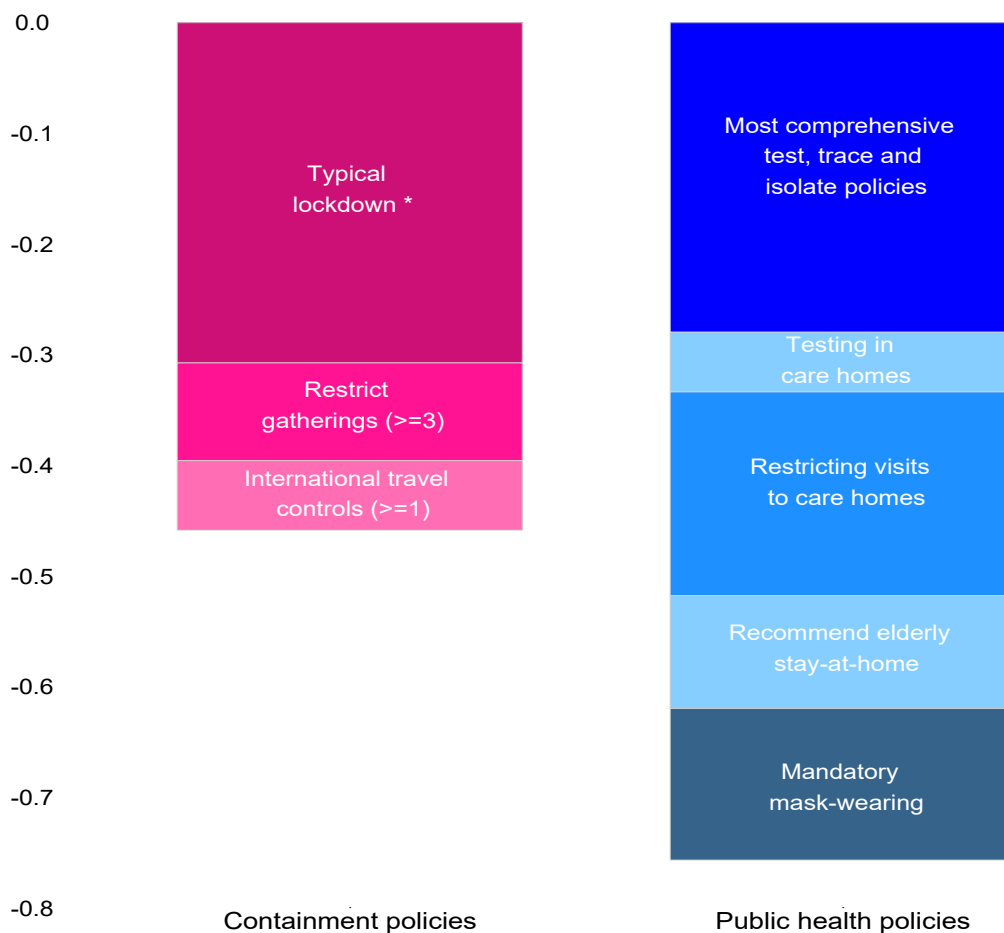 0.0
-0.1
-0.2
-0.3
-0.4
-0.5
-0.6
-0.7
-0.8
Typical
lockdown *
Restrict
gatherings (>=3)
International travel
controls (>=1)
Containment policies
Most comprehensive
test, trace and
isolate policies
Testing in
care homes
Restricting visits
to care homes
Recommend elderly
stay-at-home
Mandatory
mask-wearing
Public health policies